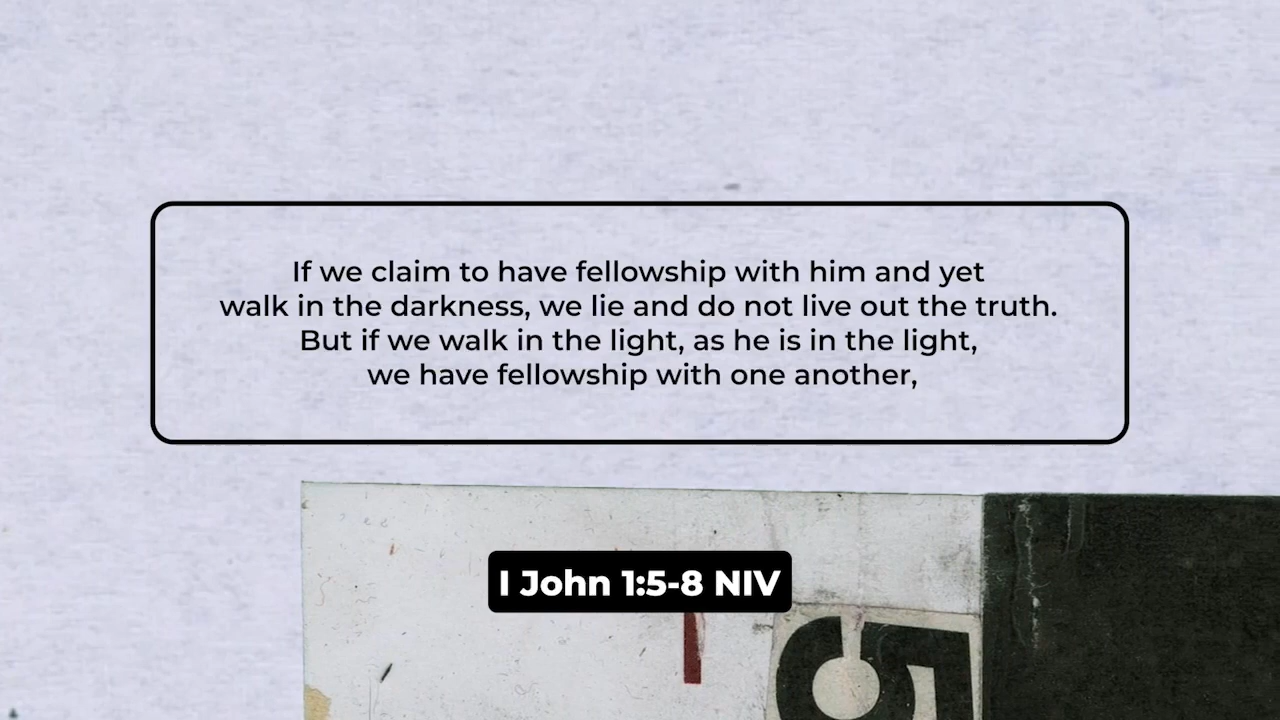 If we claim to have fellowship with him and yet
walk in the darkness, we lie and do not live out the truth.
But if we walk in the light, as he is in the light,
we have fellowship with one another,
I John 1:5-8 NIV
5